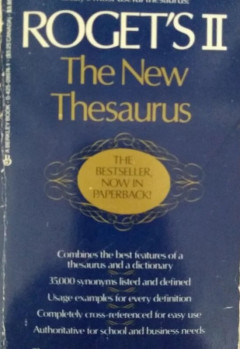 ROGET'S II
The New
Thesaurus
THE
BESTSELLER,
NOW IN
PAPERBACK!
Combines the best features of a
thesaurus and a dictionary
35,000 synonyms listed and defined
Usage examples for every definition
Completely cross-referenced for easy use
Authoritative for school and business needs
A BERKLEY BOOK